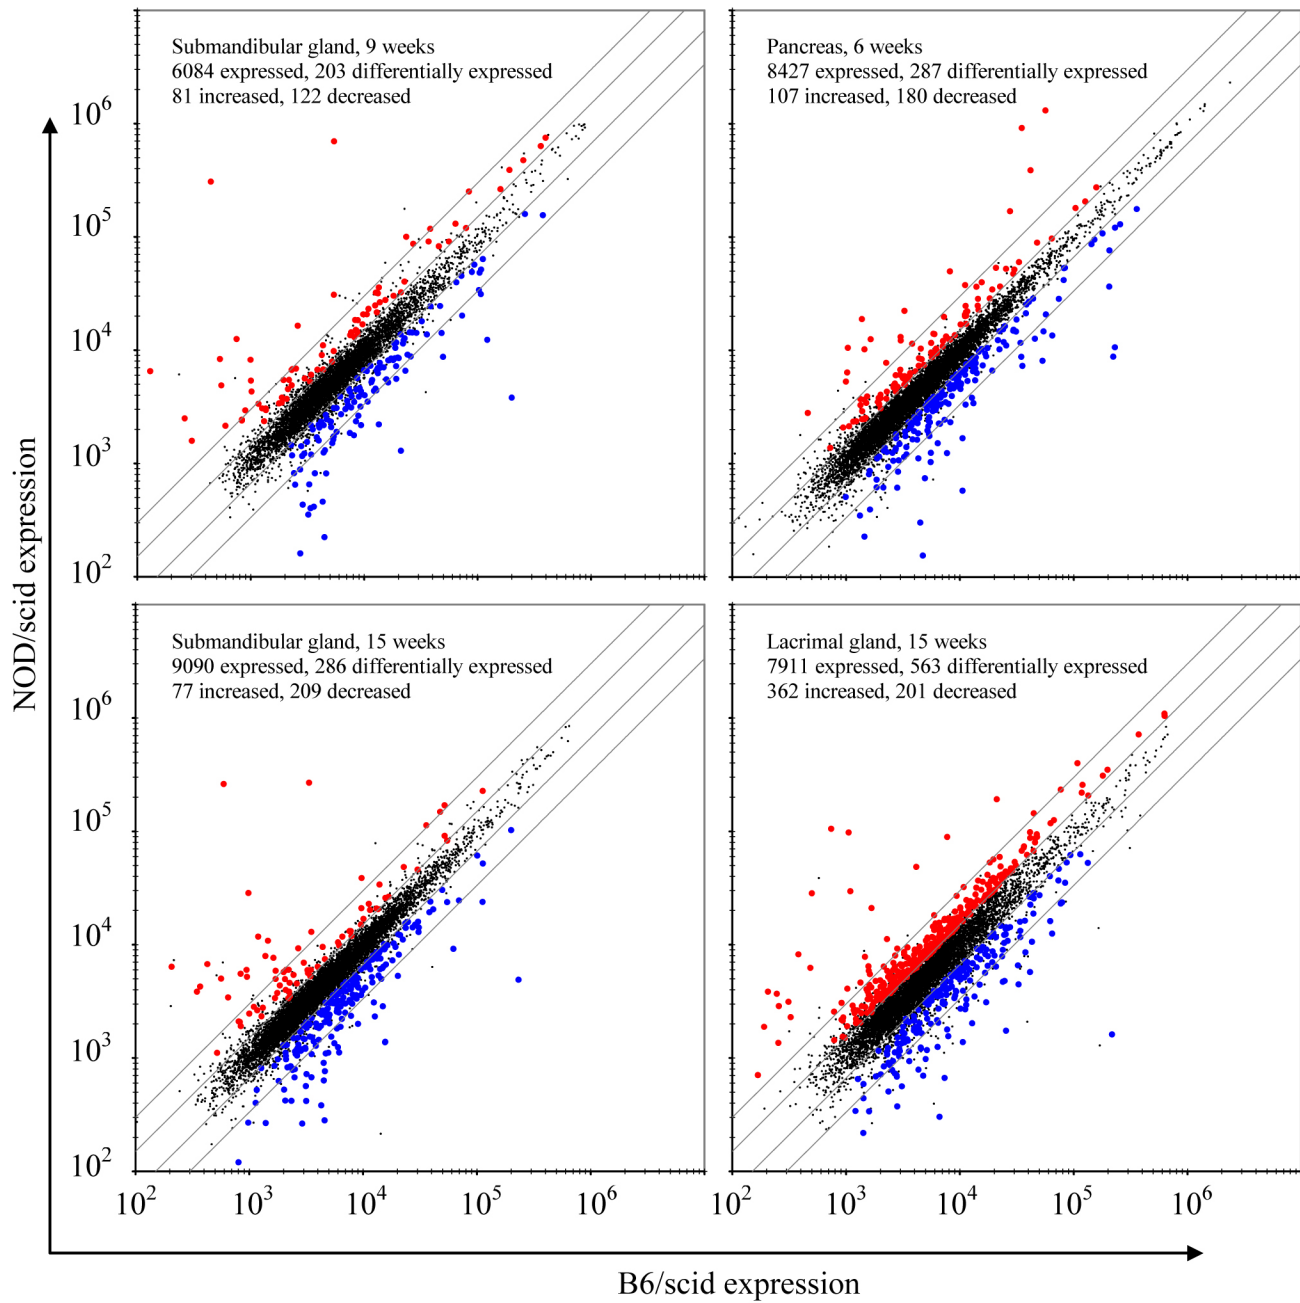 Submandibular gland, 9 weeks
6084 expressed, 203 differentially expressed
81 increased, 122 decreased
Pancreas, 6 weeks
8427 expressed, 287 differentially expressed
107 increased, 180 decreased
10^6
10^5
10^4
10^3
10^2
Submandibular gland, 15 weeks
9090 expressed, 286 differentially expressed
77 increased, 209 decreased
Lacrimal gland, 15 weeks
7911 expressed, 563 differentially expressed
362 increased, 201 decreased
10^6
10^5
10^4
10^3
10^2
10^2 10^3 10^4 10^5 10^6
10^2 10^3 10^4 10^5 10^6
NOD/scid expression
B6/scid expression